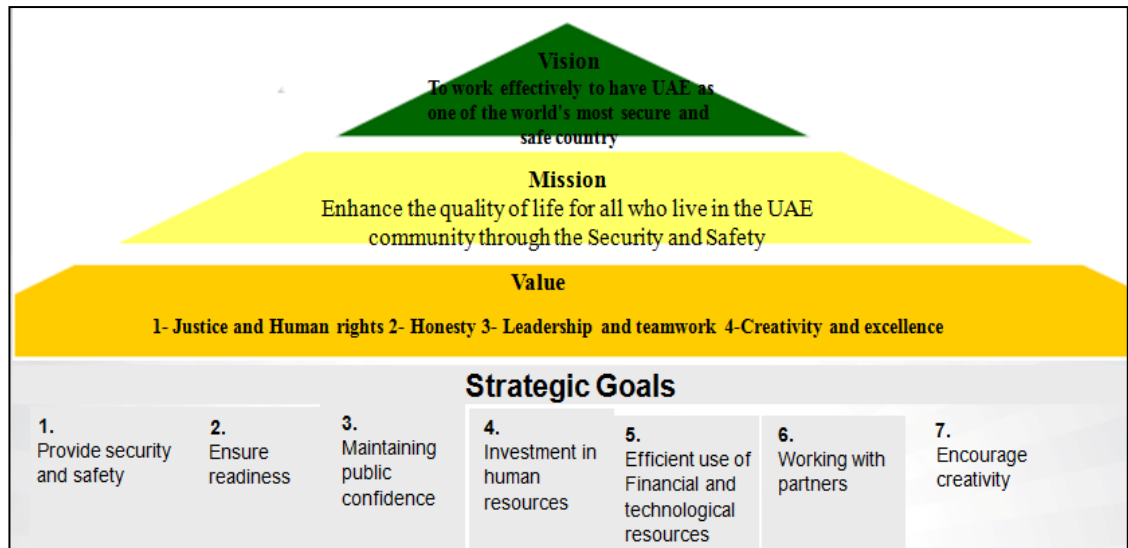 Vision
To work effectively to have UAE as
one of the world's most secure and
safe country
Mission
Enhance the quality of life for all who live in the UAE
community through the Security and Safety
Value
1- Justice and Human rights 2- Honesty 3- Leadership and teamwork 4-Creativity and excellence
Strategic Goals
1.
Provide security
and safety
2.
Ensure
readiness
3.
Maintaining
public
confidence
4.
Investment in
human
resources
5.
Efficient use of
Financial and
technological
resources
6.
Working with
partners
7.
Encourage
creativity